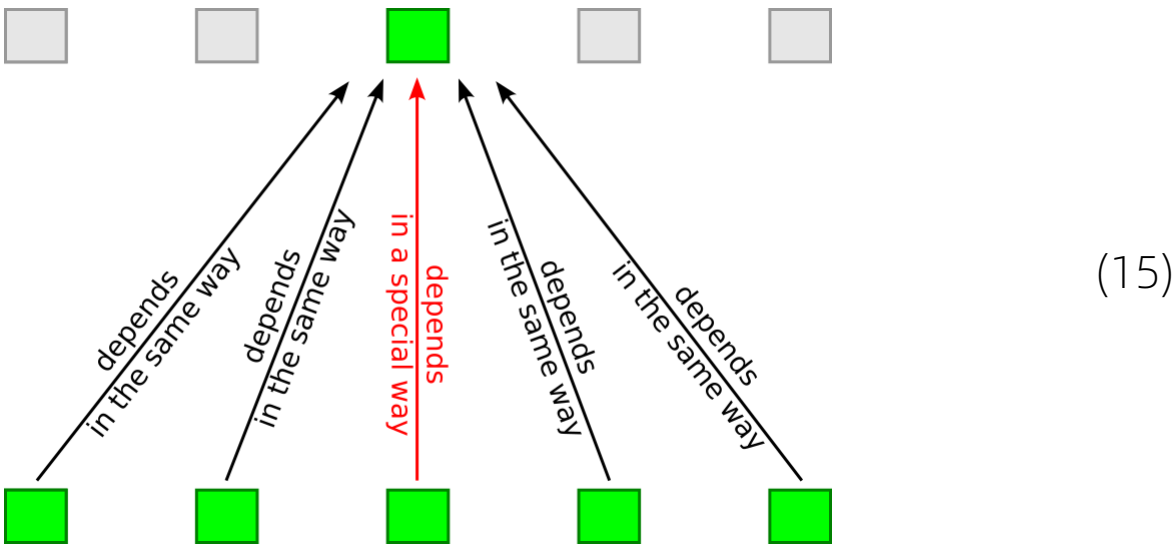 depends
in the same way
depends
in the same way
depends
in a special way
depends
in the same way
depends
in the same way
(15)